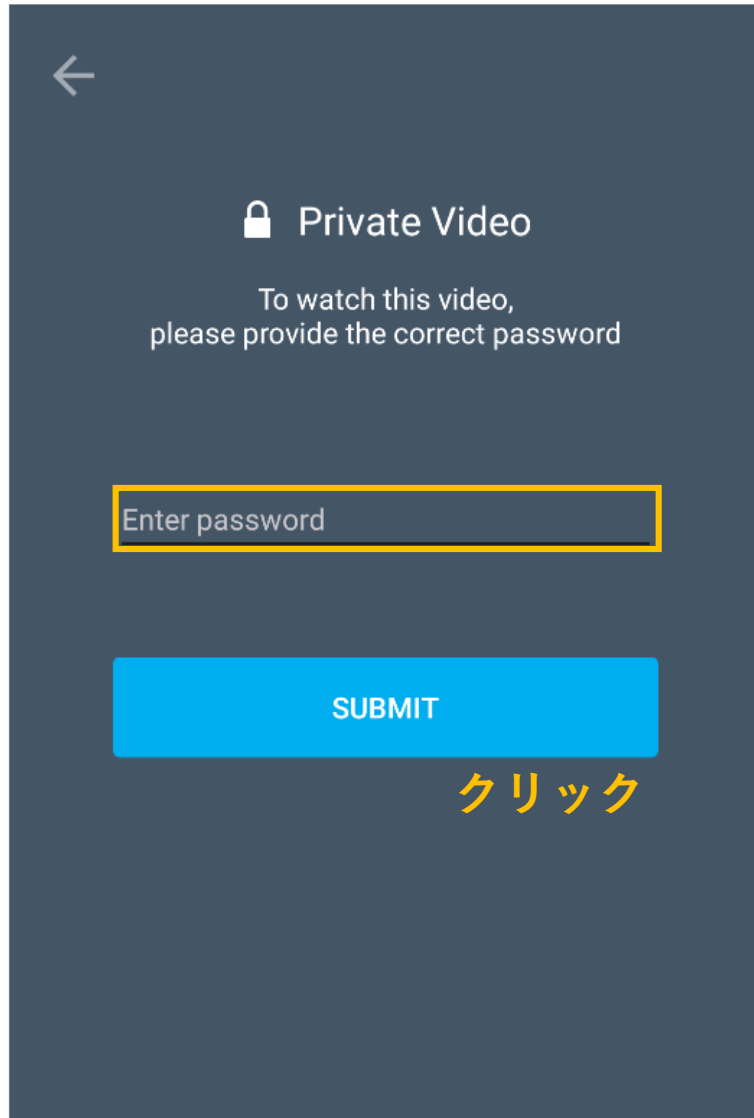 Private Video
To watch this video,
please provide the correct password
Enter password
SUBMIT
クリック